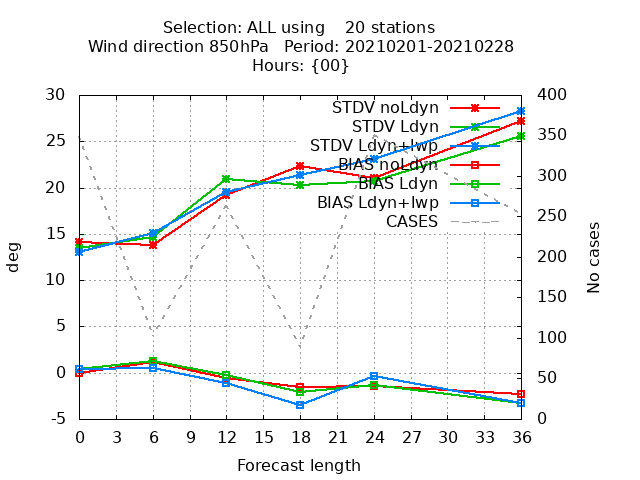 Selection: ALL using    20 stations
Wind direction 850hPa   Period: 20210201-20210228
Hours: {00}
30
25
20
15
10
5
0
-5
400
350
300
250
200
150
100
50
0
deg
No cases
STDV noLdyn
STDV Ldyn
STDV Ldyn+lwp
BIAS noLdyn
BIAS Ldyn
BIAS Ldyn+lwp
CASES
0 3 6 9 12 15 18 21 24 27 30 33 36
Forecast length